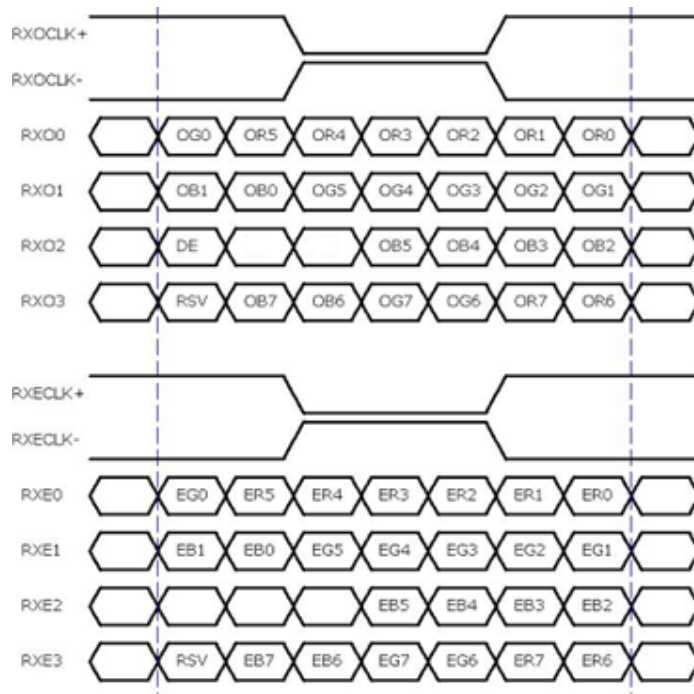 RXOCLK+
RXOCLK-
RXO0 OG0 OR5 OR4 OR3 OR2 OR1 OR0
RXO1 OB1 OB0 OG5 OG4 OG3 OG2 OG1
RXO2 DE OB5 OB4 OB3 OB2
RXO3 RSV OB7 OB6 OG7 OG6 OR7 OR6
RXECLK+
RXECLK-
RXE0 EG0 ER5 ER4 ER3 ER2 ER1 ER0
RXE1 EB1 EB0 EG5 EG4 EG3 EG2 EG1
RXE2 EB5 EB4 EB3 EB2
RXE3 RSV EB7 EB6 EG7 EG6 ER7 ER6